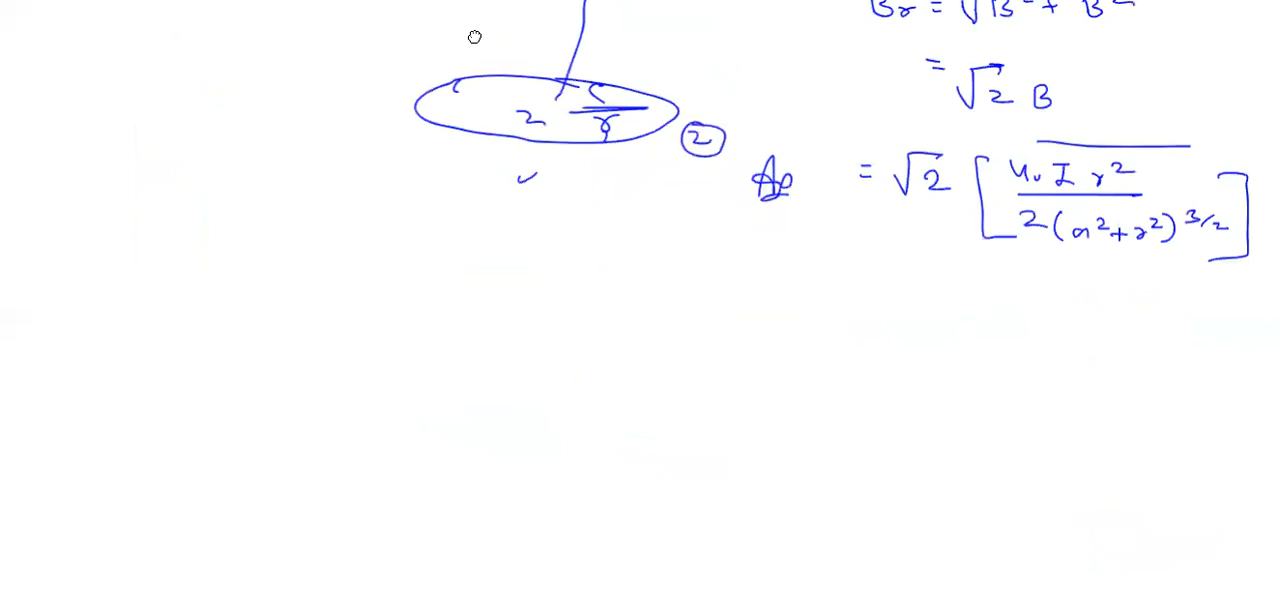 Br = √B² + B²
= √2 B
2 r
②
= √2 [ μ₀ I r² / 2(a²+r²)^3/2 ]